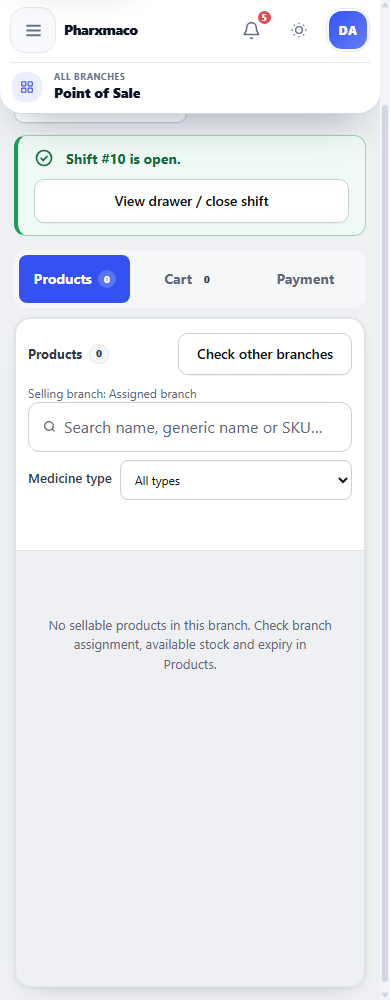 Pharxmaco
5
DA
ALL BRANCHES
Point of Sale
Shift #10 is open.
View drawer / close shift
Products 0
Cart 0
Payment
Products 0
Check other branches
Selling branch: Assigned branch
Search name, generic name or SKU...
Medicine type
All types
No sellable products in this branch. Check branch
assignment, available stock and expiry in
Products.